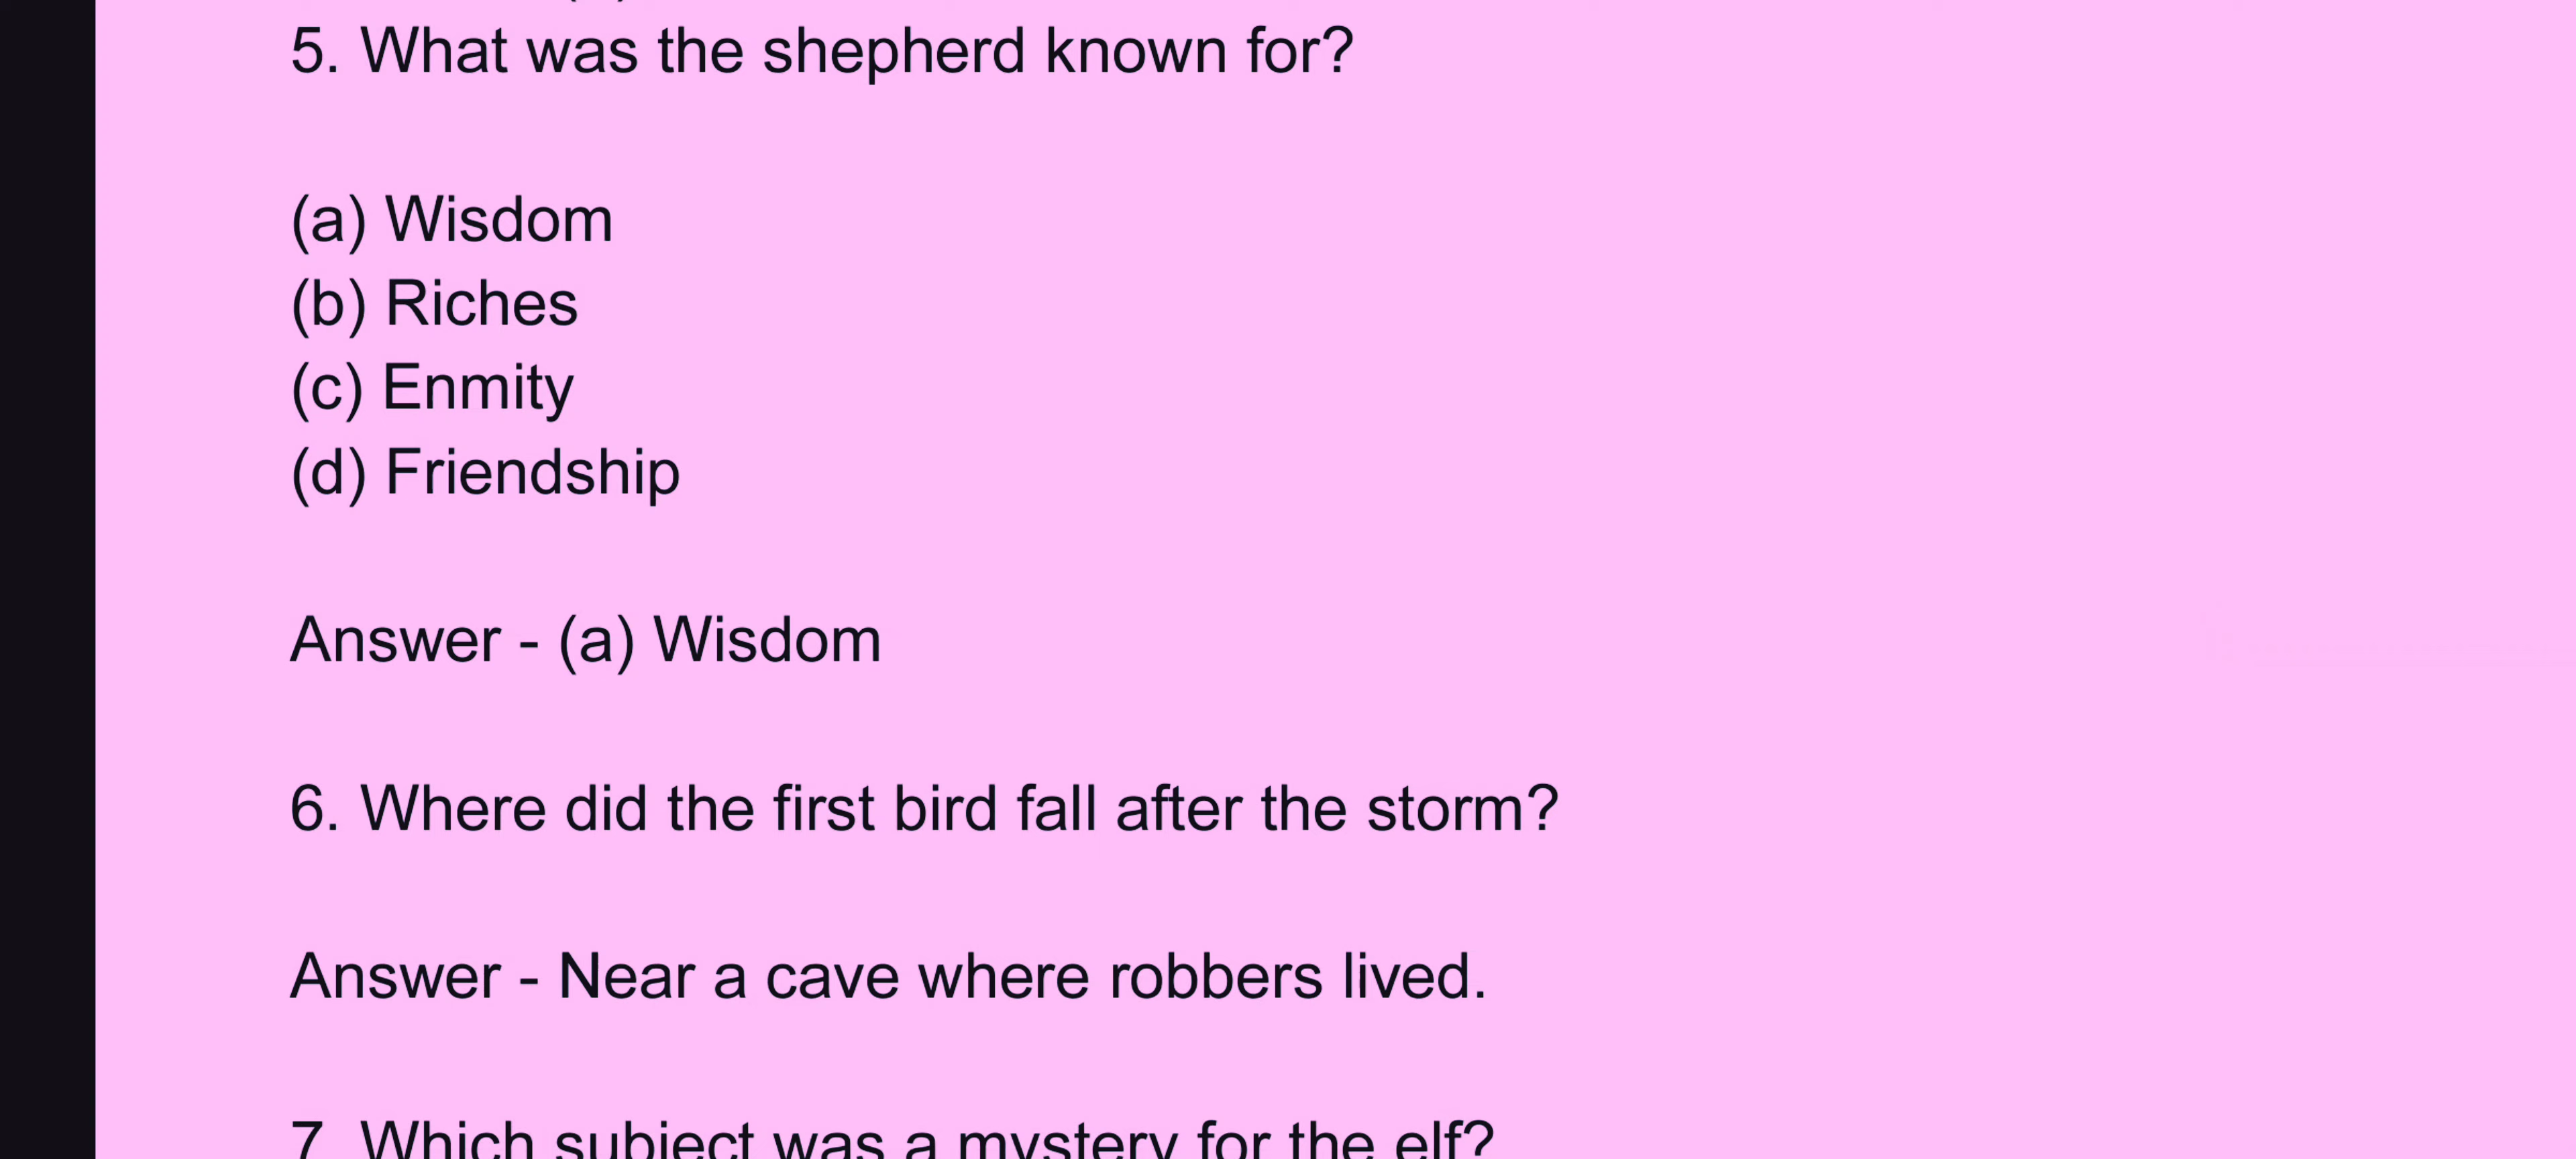 5. What was the shepherd known for?
(a) Wisdom
(b) Riches
(c) Enmity
(d) Friendship
Answer - (a) Wisdom
6. Where did the first bird fall after the storm?
Answer - Near a cave where robbers lived.
7. Which subject was a mystery for the elf?